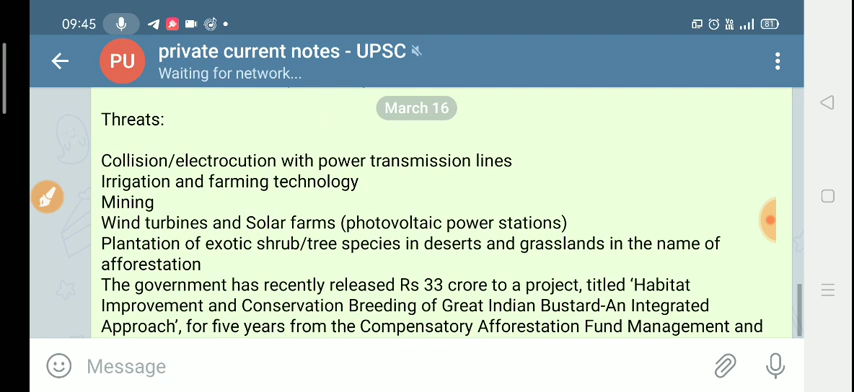 09:45
81
PU
private current notes - UPSC
Waiting for network...
March 16
Threats:
Collision/electrocution with power transmission lines
Irrigation and farming technology
Mining
Wind turbines and Solar farms (photovoltaic power stations)
Plantation of exotic shrub/tree species in deserts and grasslands in the name of
afforestation
The government has recently released Rs 33 crore to a project, titled ‘Habitat
Improvement and Conservation Breeding of Great Indian Bustard-An Integrated
Approach’, for five years from the Compensatory Afforestation Fund Management and
Message